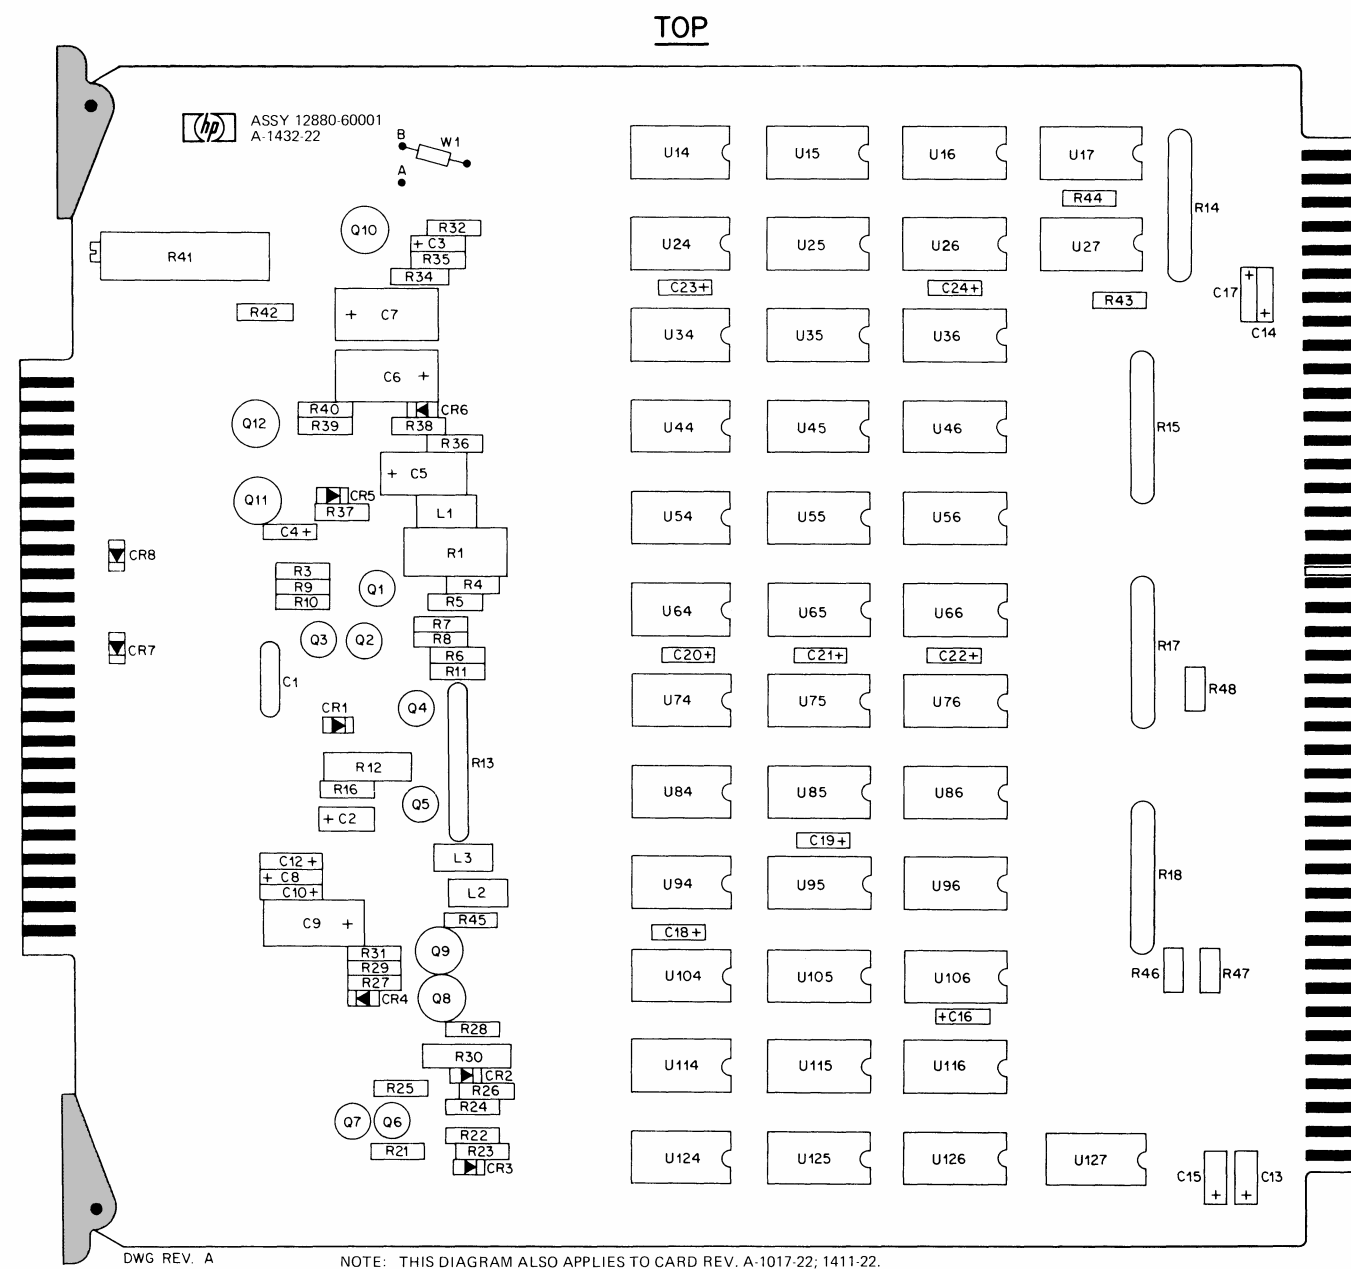 TOP
hp
ASSY 12880-60001
A-1432-22
B
W1
A
U14
U15
U16
U17
R44
R14
Q10
R32
+ C3
R35
R34
R41
U24
U25
U26
U27
C23+
C24+
R43
C17
+
+
C14
R42
+ C7
U34
U35
U36
C6 +
R40
CR6
R39
R38
R36
Q12
U44
U45
U46
R15
+ C5
Q11
CR5
R37
L1
C4+
U54
U55
U56
CR8
R1
R3
R9
R10
Q1
R4
R5
U64
U65
U66
R7
R8
R6
R11
Q3
Q2
CR7
C20+
C21+
C22+
R17
R48
C1
CR1
Q4
U74
U75
U76
R12
R16
R13
Q5
+ C2
U84
U85
U86
C19+
C12 +
+ C8
C10+
L3
L2
U94
U95
U96
R18
C9 +
R45
C18+
Q9
R31
R29
R27
CR4
Q8
U104
U105
U106
R46
R47
+C16
R28
R30
CR2
R26
R25
R24
U114
U115
U116
Q7
Q6
R22
R21
R23
CR3
U124
U125
U126
U127
C15
+
+
C13
DWG REV. A
NOTE: THIS DIAGRAM ALSO APPLIES TO CARD REV. A-1017-22; 1411-22.